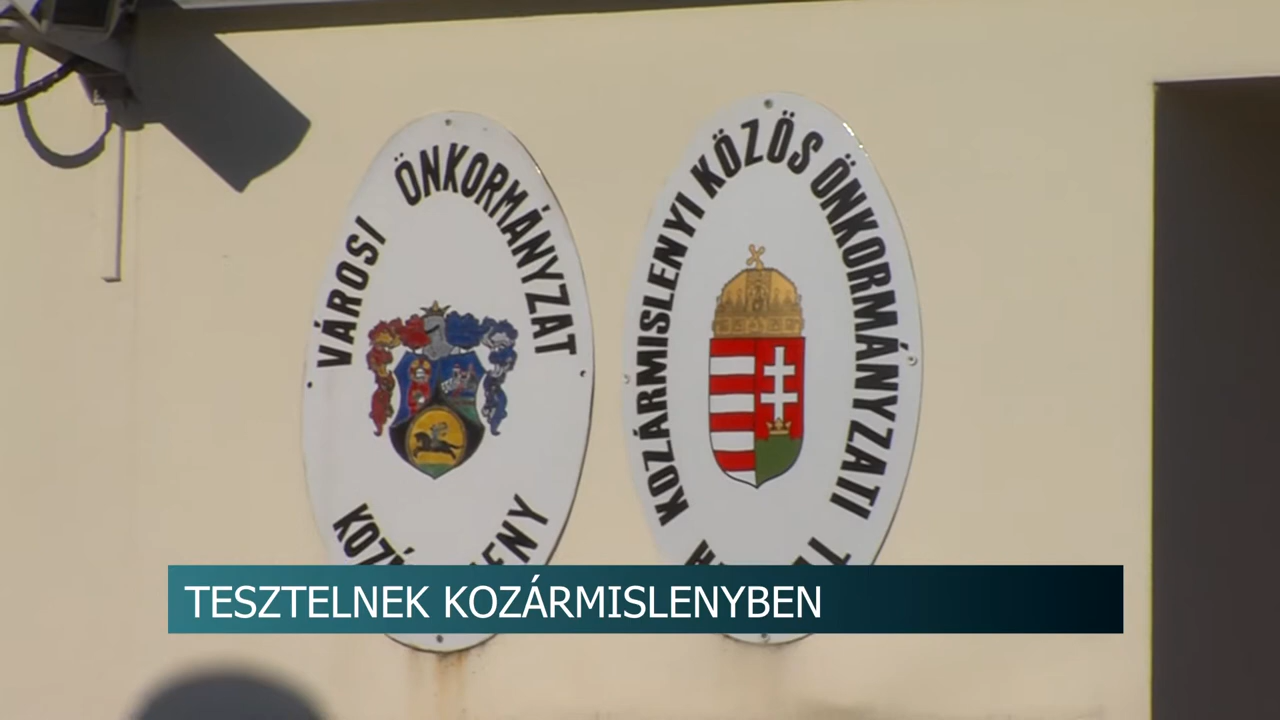 VÁROSI ÖNKORMÁNYZAT
KOZÁRMISLENYI KÖZÖS ÖNKORMÁNYZATI
TESZTELNEK KOZÁRMISLENYBEN